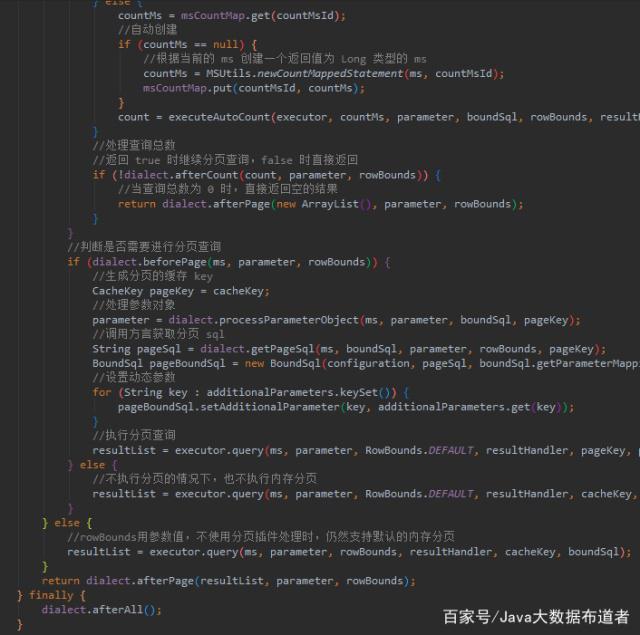 } else {
countMs = msCountMap.get(countMsId);
//自动创建
if (countMs == null) {
//根据当前的 ms 创建一个返回值为 Long 类型的 ms
countMs = MSUtils.newCountMappedStatement(ms, countMsId);
msCountMap.put(countMsId, countMs);
}
count = executeAutoCount(executor, countMs, parameter, boundSql, rowBounds, result
}
//处理查询总数
//返回 true 时继续分页查询，false 时直接返回
if (!dialect.afterCount(count, parameter, rowBounds)) {
//当查询总数为 0 时，直接返回空的结果
return dialect.afterPage(new ArrayList(), parameter, rowBounds);
}
}
//判断是否需要进行分页查询
if (dialect.beforePage(ms, parameter, rowBounds)) {
//生成分页的缓存 key
CacheKey pageKey = cacheKey;
//处理参数对象
parameter = dialect.processParameterObject(ms, parameter, boundSql, pageKey);
//调用方言获取分页 sql
String pageSql = dialect.getPageSql(ms, boundSql, parameter, rowBounds, pageKey);
BoundSql pageBoundSql = new BoundSql(configuration, pageSql, boundSql.getParameterMappi
//设置动态参数
for (String key : additionalParameters.keySet()) {
pageBoundSql.setAdditionalParameter(key, additionalParameters.get(key));
}
//执行分页查询
resultList = executor.query(ms, parameter, RowBounds.DEFAULT, resultHandler, pageKey, p
} else {
//不执行分页的情况下，也不执行内存分页
resultList = executor.query(ms, parameter, RowBounds.DEFAULT, resultHandler, cacheKey,
}
} else {
//rowBounds用参数值，不使用分页插件处理时，仍然支持默认的内存分页
resultList = executor.query(ms, parameter, rowBounds, resultHandler, cacheKey, boundSql);
}
return dialect.afterPage(resultList, parameter, rowBounds);
} finally {
dialect.afterAll();
}
百家号/Java大数据布道者